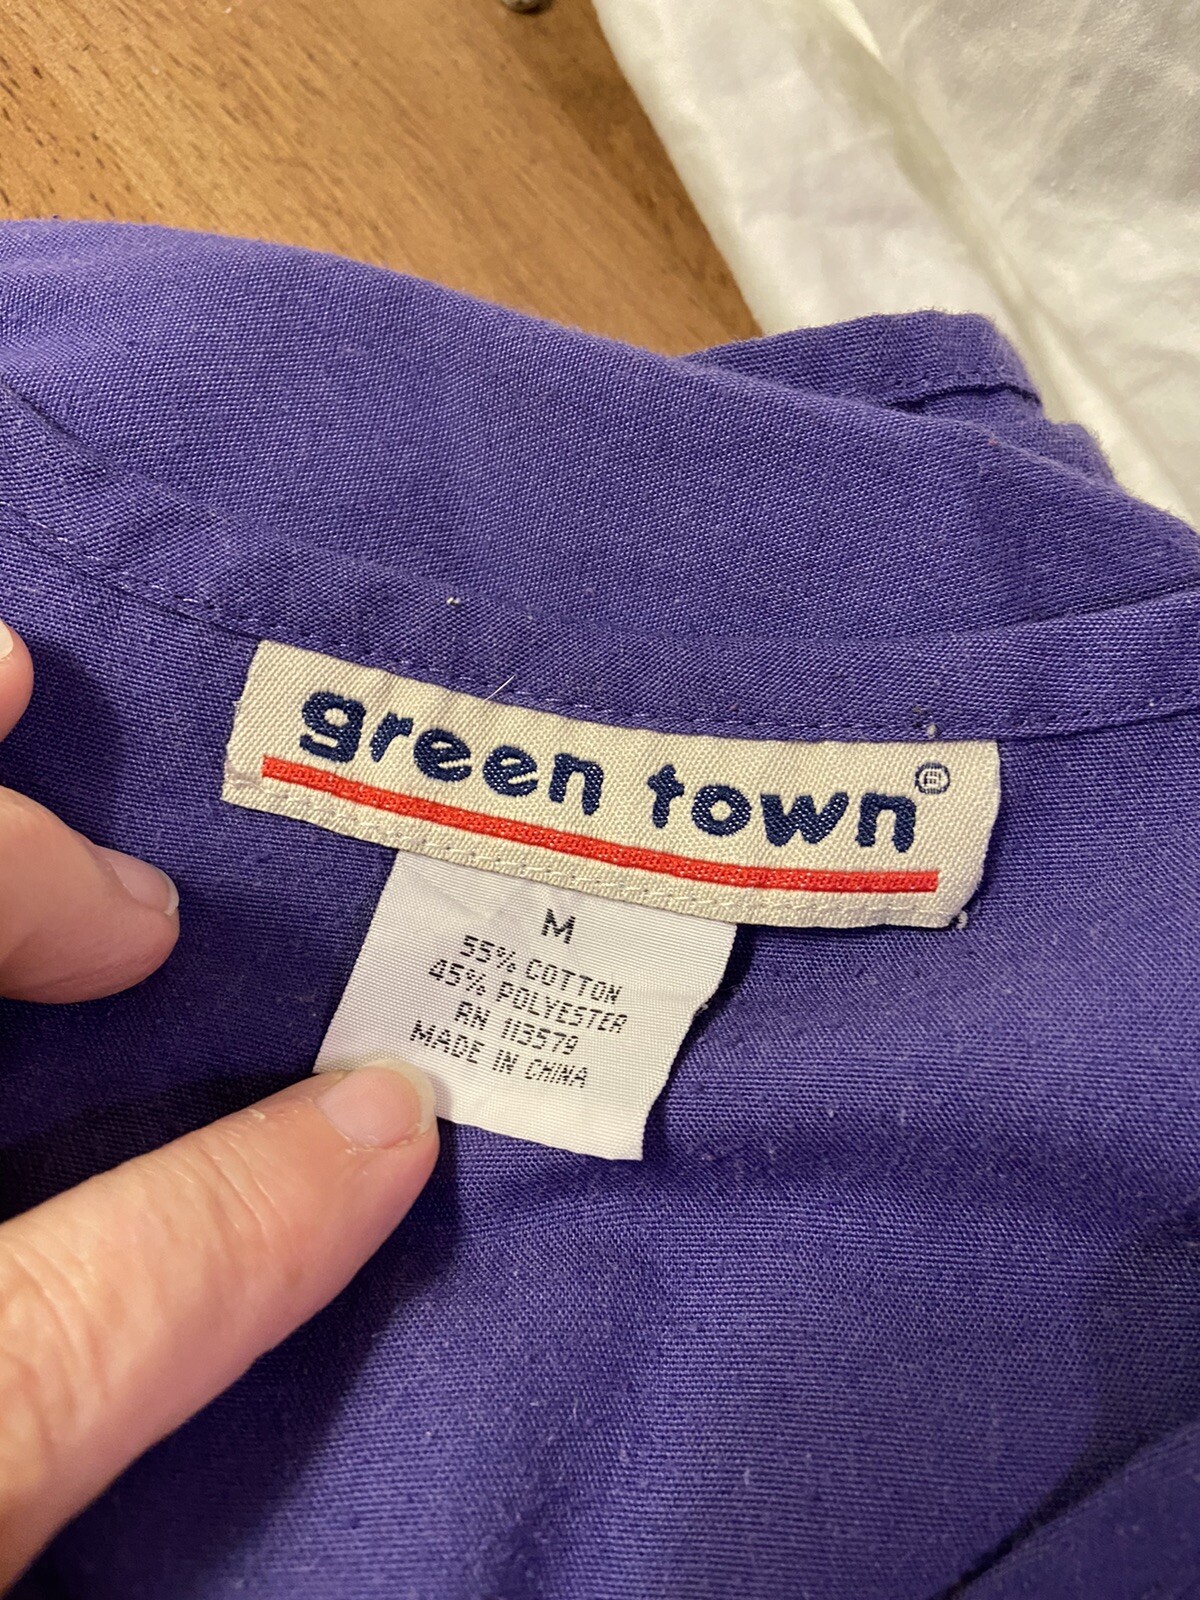 green town®
M
55% COTTON
45% POLYESTER
RN 113579
MADE IN CHINA